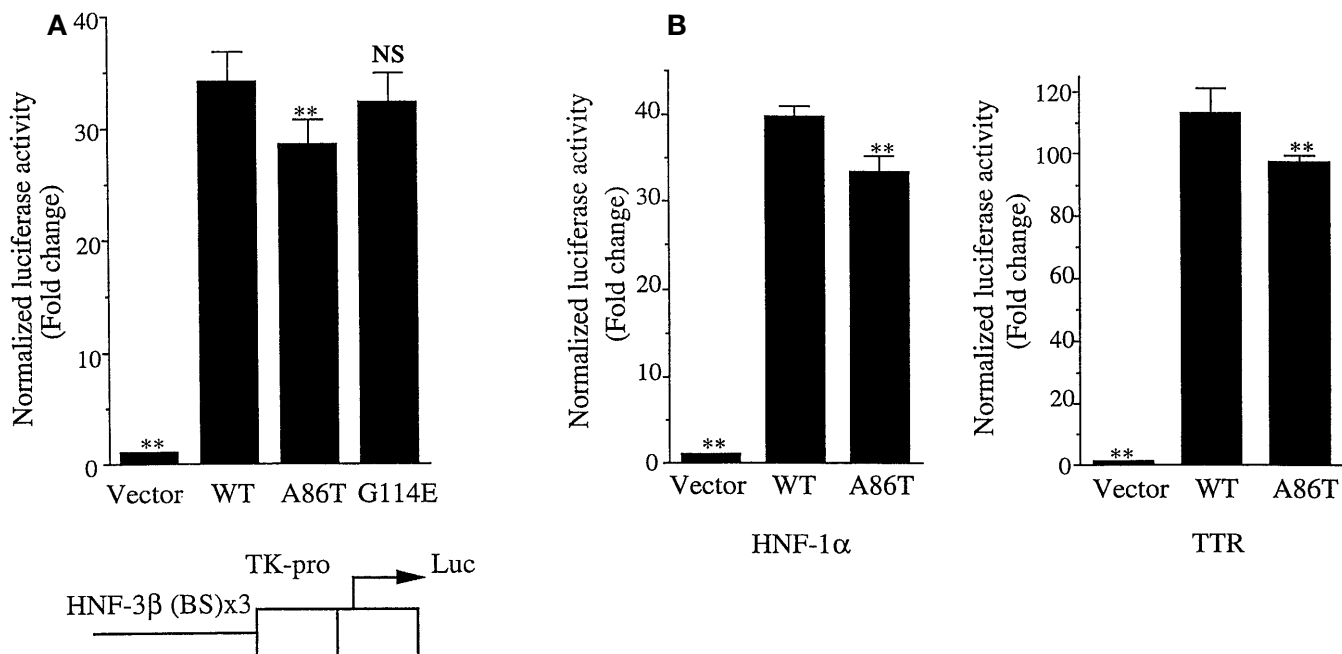 A
Normalized luciferase activity
(Fold change)
40
30
20
10
0
**
**
NS
Vector WT A86T G114E
TK-pro
Luc
HNF-3β (BS)x3
B
Normalized luciferase activity
(Fold change)
40
30
20
10
0
**
**
Vector WT A86T
HNF-1α
Normalized luciferase activity
(Fold change)
120
100
80
60
40
20
0
**
**
Vector WT A86T
TTR